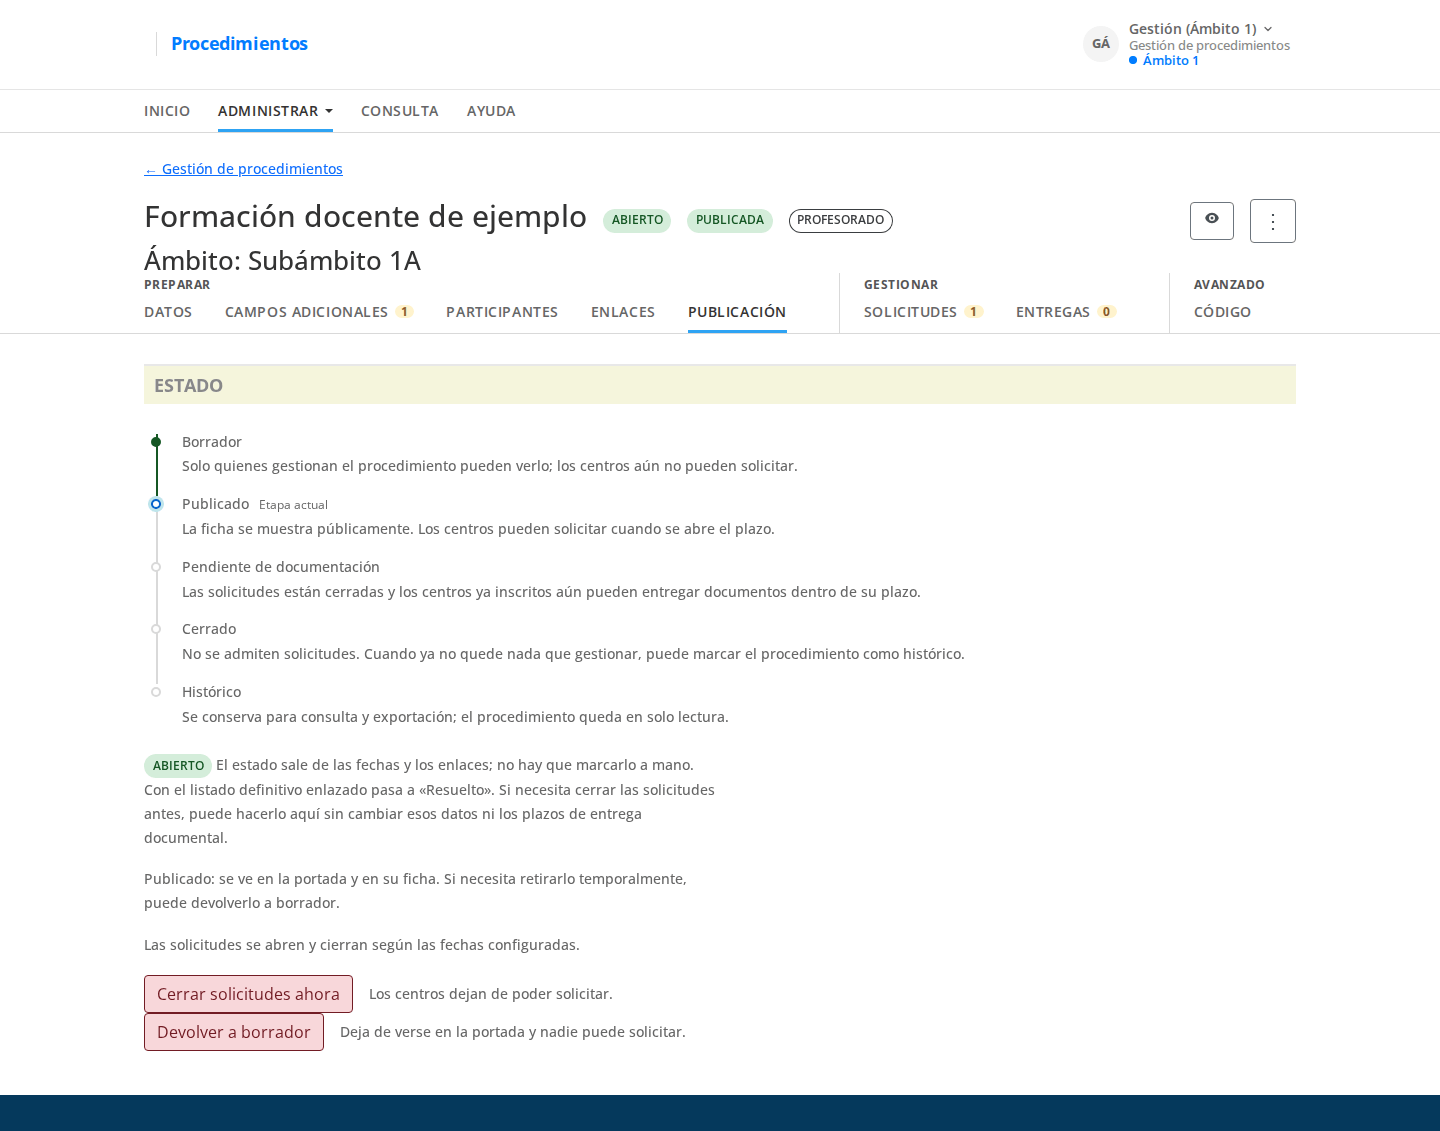 Procedimientos
GÁ
Gestión (Ámbito 1)
Gestión de procedimientos
Ámbito 1
INICIO ADMINISTRAR CONSULTA AYUDA
← Gestión de procedimientos
Formación docente de ejemplo ABIERTO PUBLICADA PROFESORADO
⋮
Ámbito: Subámbito 1A
PREPARAR GESTIONAR AVANZADO
DATOS CAMPOS ADICIONALES 1 PARTICIPANTES ENLACES PUBLICACIÓN SOLICITUDES 1 ENTREGAS 0 CÓDIGO
ESTADO
Borrador
Solo quienes gestionan el procedimiento pueden verlo; los centros aún no pueden solicitar.
Publicado Etapa actual
La ficha se muestra públicamente. Los centros pueden solicitar cuando se abre el plazo.
Pendiente de documentación
Las solicitudes están cerradas y los centros ya inscritos aún pueden entregar documentos dentro de su plazo.
Cerrado
No se admiten solicitudes. Cuando ya no quede nada que gestionar, puede marcar el procedimiento como histórico.
Histórico
Se conserva para consulta y exportación; el procedimiento queda en solo lectura.
ABIERTO El estado sale de las fechas y los enlaces; no hay que marcarlo a mano.
Con el listado definitivo enlazado pasa a «Resuelto». Si necesita cerrar las solicitudes
antes, puede hacerlo aquí sin cambiar esos datos ni los plazos de entrega
documental.
Publicado: se ve en la portada y en su ficha. Si necesita retirarlo temporalmente,
puede devolverlo a borrador.
Las solicitudes se abren y cierran según las fechas configuradas.
Cerrar solicitudes ahora Los centros dejan de poder solicitar.
Devolver a borrador Deja de verse en la portada y nadie puede solicitar.